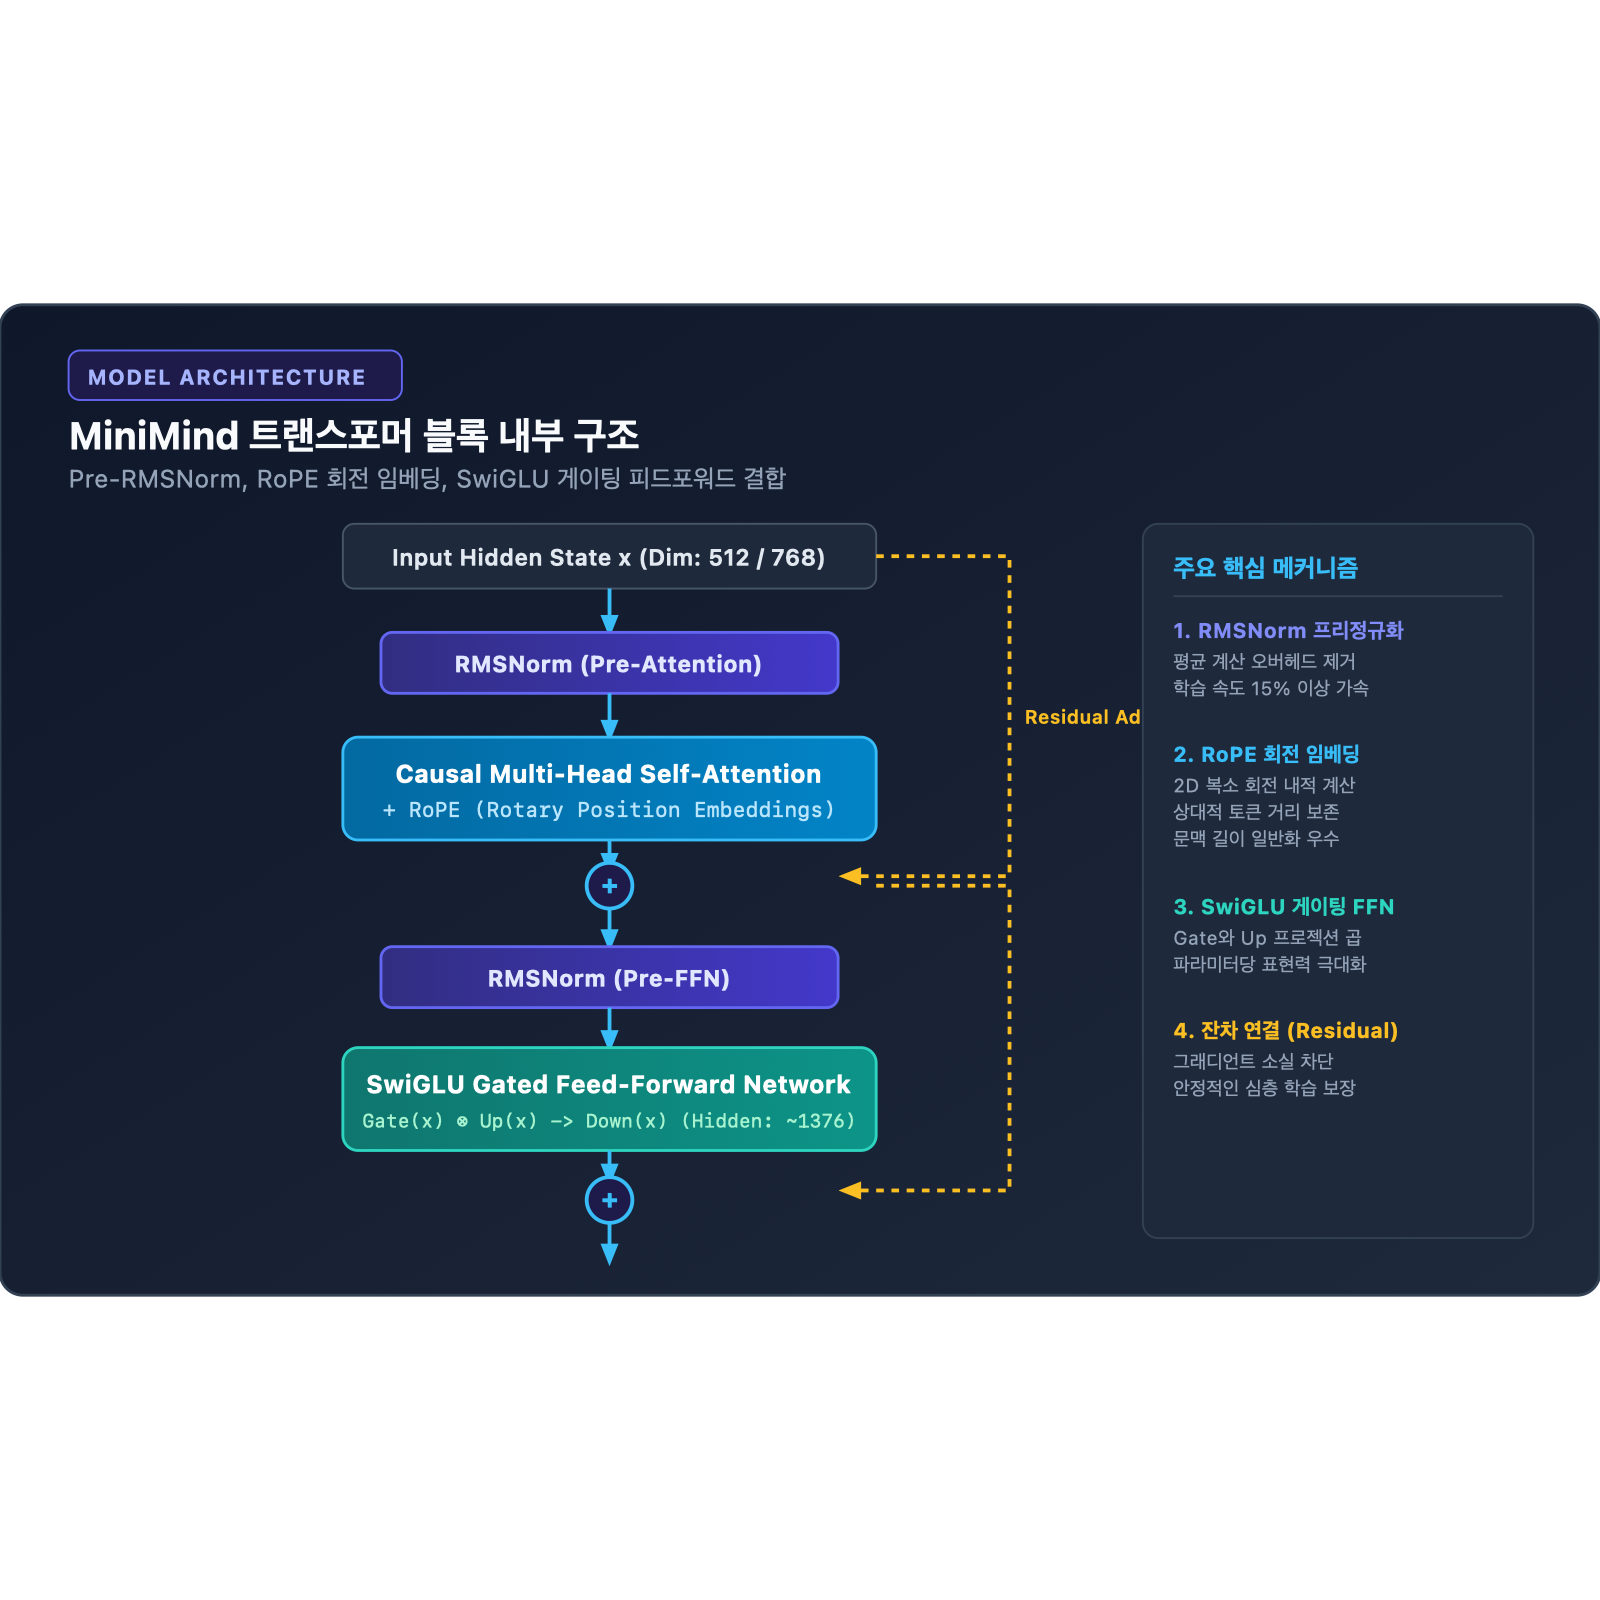 MODEL ARCHITECTURE
MiniMind 트랜스포머 블록 내부 구조
Pre-RMSNorm, RoPE 회전 임베딩, SwiGLU 게이팅 피드포워드 결합
Input Hidden State x (Dim: 512 / 768)
RMSNorm (Pre-Attention)
Causal Multi-Head Self-Attention
+ RoPE (Rotary Position Embeddings)
+
RMSNorm (Pre-FFN)
SwiGLU Gated Feed-Forward Network
Gate(x) ⊗ Up(x) -> Down(x) (Hidden: ~1376)
+
Residual Ad
주요 핵심 메커니즘
1. RMSNorm 프리정규화
평균 계산 오버헤드 제거
학습 속도 15% 이상 가속
2. RoPE 회전 임베딩
2D 복소 회전 내적 계산
상대적 토큰 거리 보존
문맥 길이 일반화 우수
3. SwiGLU 게이팅 FFN
Gate와 Up 프로젝션 곱
파라미터당 표현력 극대화
4. 잔차 연결 (Residual)
그래디언트 소실 차단
안정적인 심층 학습 보장